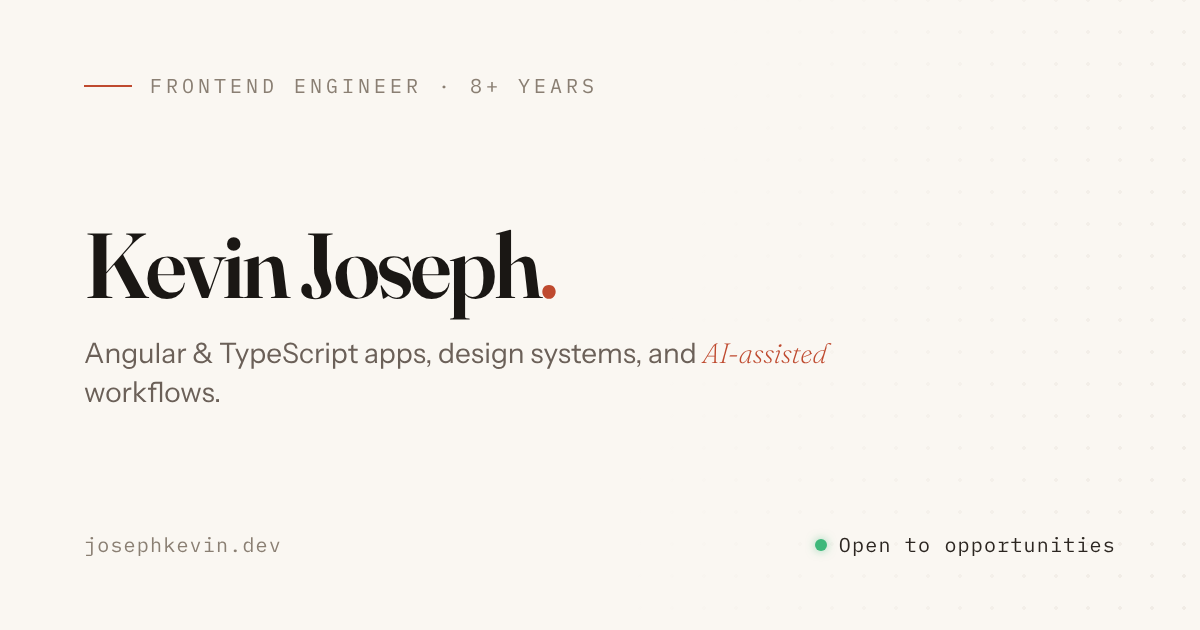 FRONTEND ENGINEER · 8+ YEARS
Kevin Joseph.
Angular & TypeScript apps, design systems, and AI-assisted
workflows.
josephkevin.dev
Open to opportunities